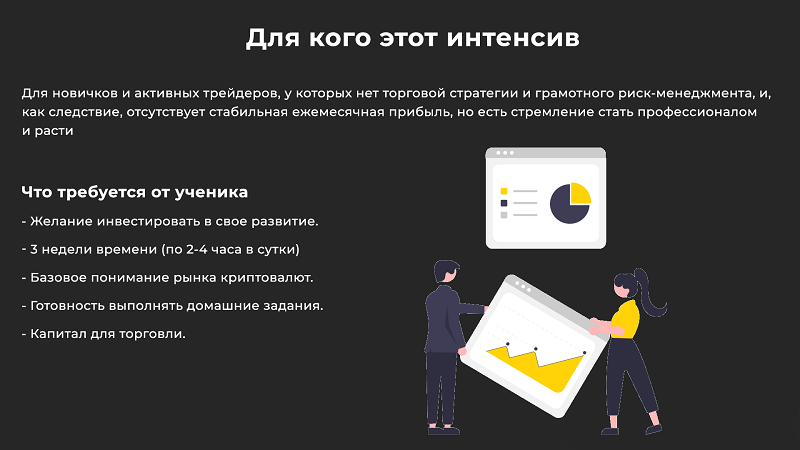 Для кого этот интенсив
Для новичков и активных трейдеров, у которых нет торговой стратегии и грамотного риск-менеджмента, и,
как следствие, отсутствует стабильная ежемесячная прибыль, но есть стремление стать профессионалом
и расти
Что требуется от ученика
- Желание инвестировать в свое развитие.
- 3 недели времени (по 2-4 часа в сутки)
- Базовое понимание рынка криптовалют.
- Готовность выполнять домашние задания.
- Капитал для торговли.